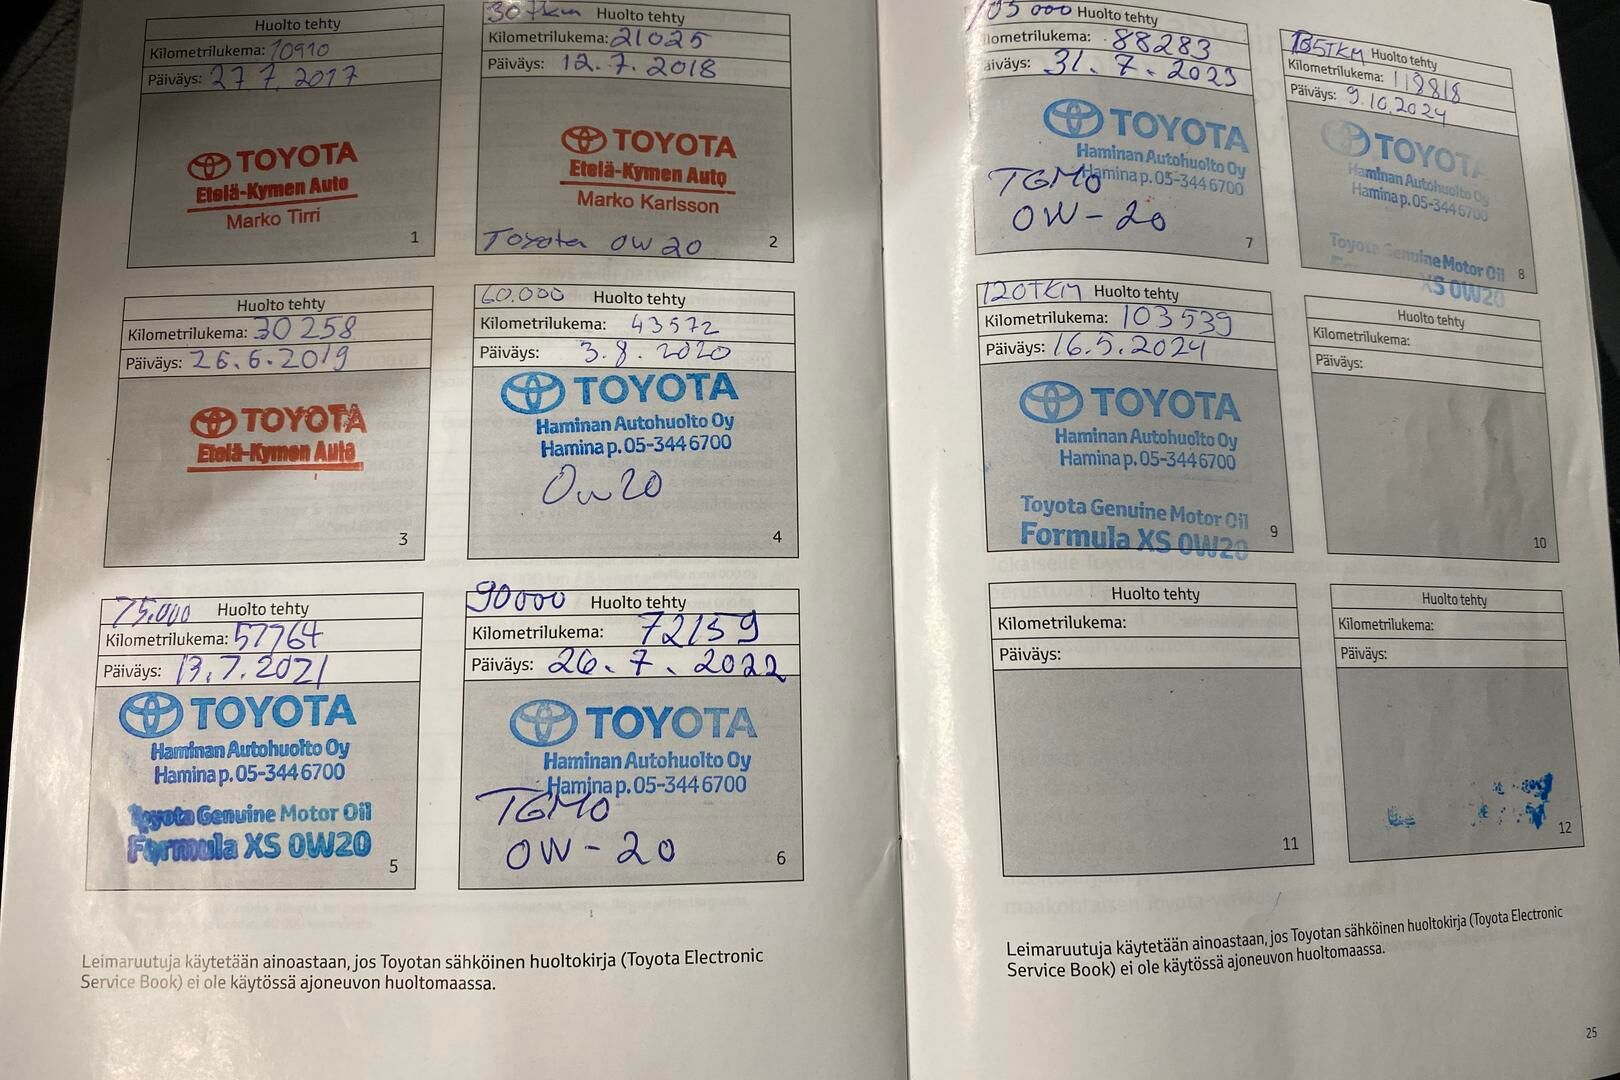 Huolto tehty
Kilometrilukema: 10910
Päiväys: 27.7.2017
TOYOTA
Etelä-Kymen Auto
Marko Tirri
1
30Tkm Huolto tehty
Kilometrilukema: 21025
Päiväys: 12.7.2018
TOYOTA
Etelä-Kymen Auto
Marko Karlsson
Toyota 0W20
2
Huolto tehty
Kilometrilukema: 30258
Päiväys: 26.6.2019
TOYOTA
Etelä-Kymen Auto
3
60.000 Huolto tehty
Kilometrilukema: 43572
Päiväys: 3.8.2020
TOYOTA
Haminan Autohuolto Oy
Hamina p. 05-344 6700
0w20
4
75.000 Huolto tehty
Kilometrilukema: 57764
Päiväys: 13.7.2021
TOYOTA
Haminan Autohuolto Oy
Hamina p. 05-344 6700
Toyota Genuine Motor Oil
Formula XS 0W20
5
90000 Huolto tehty
Kilometrilukema: 72159
Päiväys: 26.7.2022
TOYOTA
Haminan Autohuolto Oy
Hamina p. 05-344 6700
TGMO
0W-20
6
Leimaruutuja käytetään ainoastaan, jos Toyotan sähköinen huoltokirja (Toyota Electronic
Service Book) ei ole käytössä ajoneuvon huoltomaassa.
105 000 Huolto tehty
ilometrilukema: 88283
äiväys: 31.7.2023
TOYOTA
Haminan Autohuolto Oy
Hamina p. 05-344 6700
TGMO
0W-20
7
135TKM Huolto tehty
Kilometrilukema: 118818
Päiväys: 9.10.2024
TOYOTA
Haminan Autohuolto Oy
Hamina p. 05-344 6700
Toyota Genuine Motor Oil
XS 0W20
8
120TKM Huolto tehty
Kilometrilukema: 103539
Päiväys: 16.5.2024
TOYOTA
Haminan Autohuolto Oy
Hamina p. 05-344 6700
Toyota Genuine Motor Oil
Formula XS 0W20
9
Huolto tehty
Kilometrilukema:
Päiväys:
10
Huolto tehty
Kilometrilukema:
Päiväys:
11
Huolto tehty
Kilometrilukema:
Päiväys:
12
Leimaruutuja käytetään ainoastaan, jos Toyotan sähköinen huoltokirja (Toyota Electronic
Service Book) ei ole käytössä ajoneuvon huoltomaassa.
25